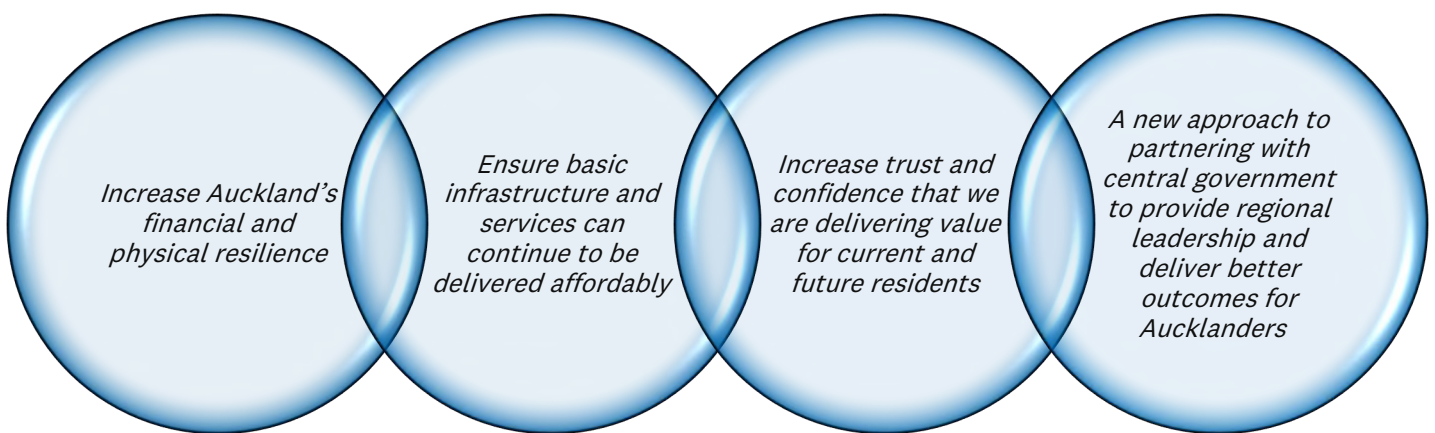 Increase Auckland's
financial and
physical resilience
Ensure basic
infrastructure and
services can
continue to be
delivered affordably
Increase trust and
confidence that we
are delivering value
for current and
future residents
A new approach to
partnering with
central government
to provide regional
leadership and
deliver better
outcomes for
Aucklanders